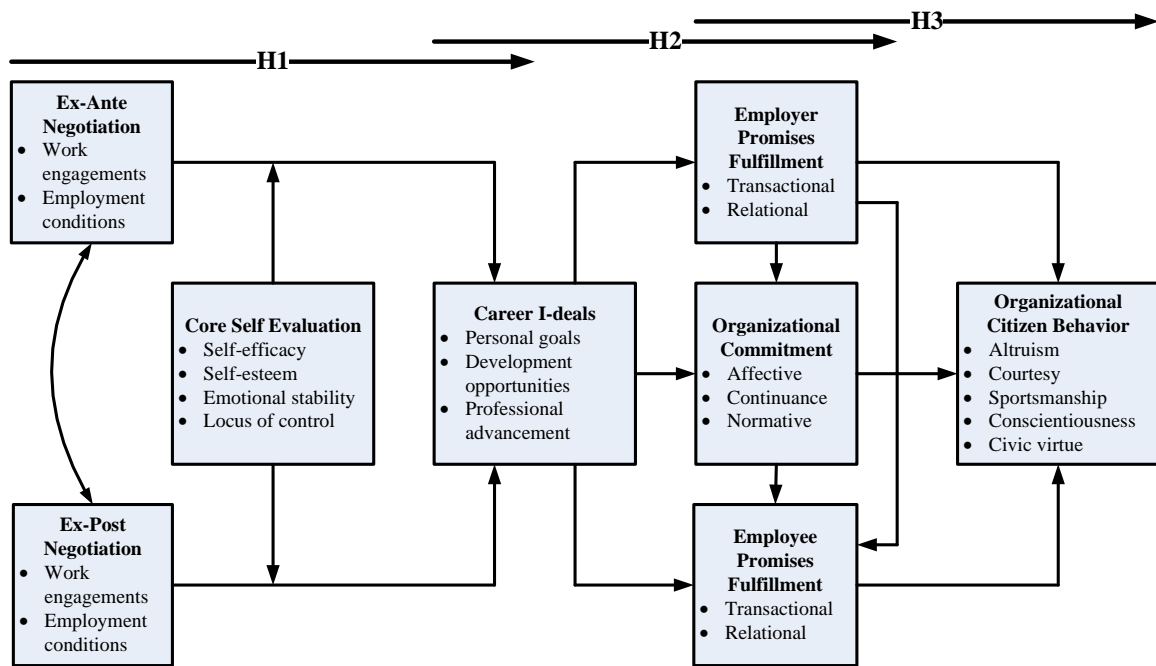 H3
H2
H1
Ex-Ante
Negotiation
• Work
engagements
• Employment
conditions
Employer
Promises
Fulfillment
• Transactional
• Relational
Core Self Evaluation
• Self-efficacy
• Self-esteem
• Emotional stability
• Locus of control
Career I-deals
• Personal goals
• Development
opportunities
• Professional
advancement
Organizational
Commitment
• Affective
• Continuance
• Normative
Organizational
Citizen Behavior
• Altruism
• Courtesy
• Sportsmanship
• Conscientiousness
• Civic virtue
Ex-Post
Negotiation
• Work
engagements
• Employment
conditions
Employee
Promises
Fulfillment
• Transactional
• Relational